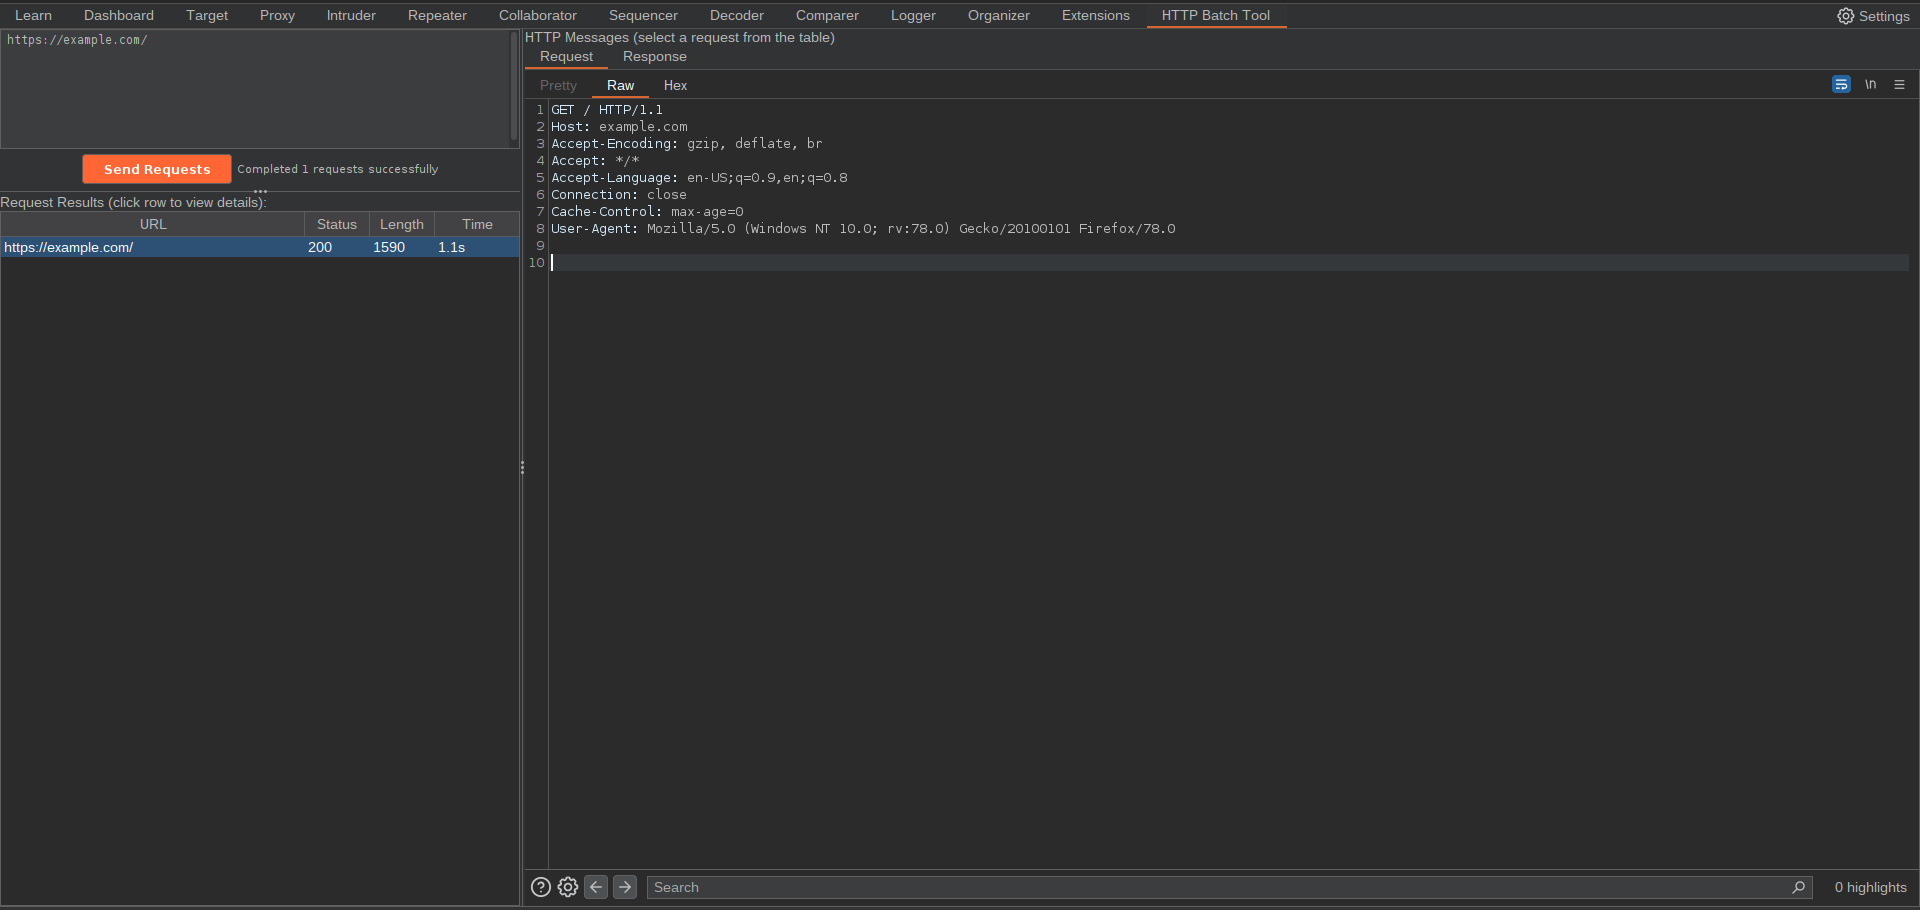 Learn Dashboard Target Proxy Intruder Repeater Collaborator Sequencer Decoder Comparer Logger Organizer Extensions HTTP Batch Tool Settings
https://example.com/
Send Requests Completed 1 requests successfully
Request Results (click row to view details):
URL Status Length Time
https://example.com/ 200 1590 1.1s
HTTP Messages (select a request from the table)
Request Response
Pretty Raw Hex \n
1 GET / HTTP/1.1
2 Host: example.com
3 Accept-Encoding: gzip, deflate, br
4 Accept: */*
5 Accept-Language: en-US;q=0.9,en;q=0.8
6 Connection: close
7 Cache-Control: max-age=0
8 User-Agent: Mozilla/5.0 (Windows NT 10.0; rv:78.0) Gecko/20100101 Firefox/78.0
9
10
Search 0 highlights